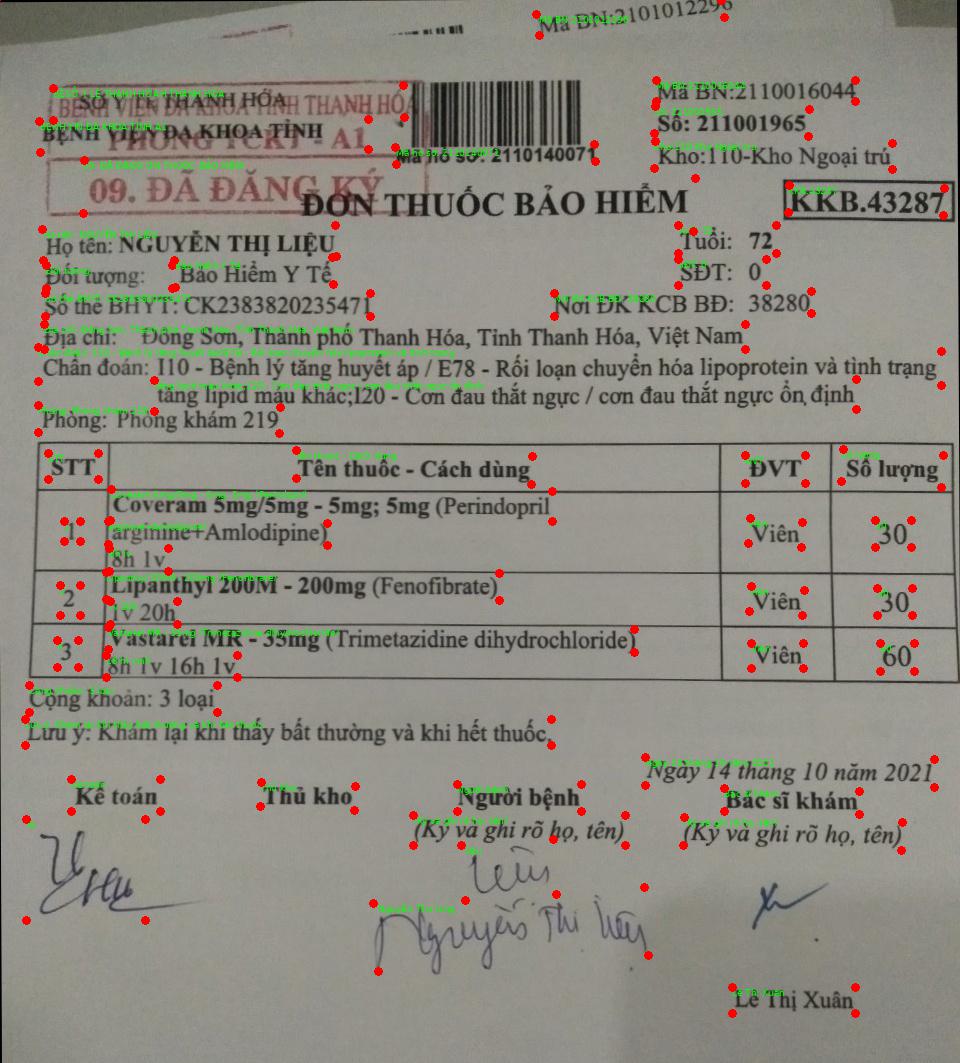 Mã BN:2101012296
SỞ Y TẾ THANH HÓA
BỆNH VIỆN ĐA KHOA TỈNH THANH HÓA
BỆNH VIỆN ĐA KHOA TỈNH
PHÒNG TCKT - A1
09. ĐÃ ĐĂNG KÝ
Mã hồ sơ: 2110140071
Mã BN:2110016044
Số: 211001965
Kho:110-Kho Ngoại trú
ĐƠN THUỐC BẢO HIỂM
KKB.43287
Họ tên: NGUYỄN THỊ LIỆU Tuổi: 72
Đối tượng: Bảo Hiểm Y Tế SĐT: 0
Số thẻ BHYT: CK2383820235471 Nơi ĐK KCB BĐ: 38280
Địa chỉ: Đông Sơn, Thành phố Thanh Hóa, Tỉnh Thanh Hóa, Việt Nam
Chẩn đoán: I10 - Bệnh lý tăng huyết áp / E78 - Rối loạn chuyển hóa lipoprotein và tình trạng
tăng lipid máu khác;I20 - Cơn đau thắt ngực / cơn đau thắt ngực ổn định
Phòng: Phòng khám 219
STT Tên thuốc - Cách dùng ĐVT Số lượng
1 Coveram 5mg/5mg - 5mg; 5mg (Perindopril
arginine+Amlodipine) Viên 30
8h 1v
2 Lipanthyl 200M - 200mg (Fenofibrate) Viên 30
1v 20h
3 Vastarel MR - 35mg (Trimetazidine dihydrochloride) Viên 60
8h 1v 16h 1v
Cộng khoản: 3 loại
Lưu ý: Khám lại khi thấy bất thường và khi hết thuốc.
Ngày 14 tháng 10 năm 2021
Kế toán Thủ kho Người bệnh Bác sĩ khám
(Ký và ghi rõ họ, tên) (Ký và ghi rõ họ, tên)
Nguyễn Thị Liệu
Lê Thị Xuân